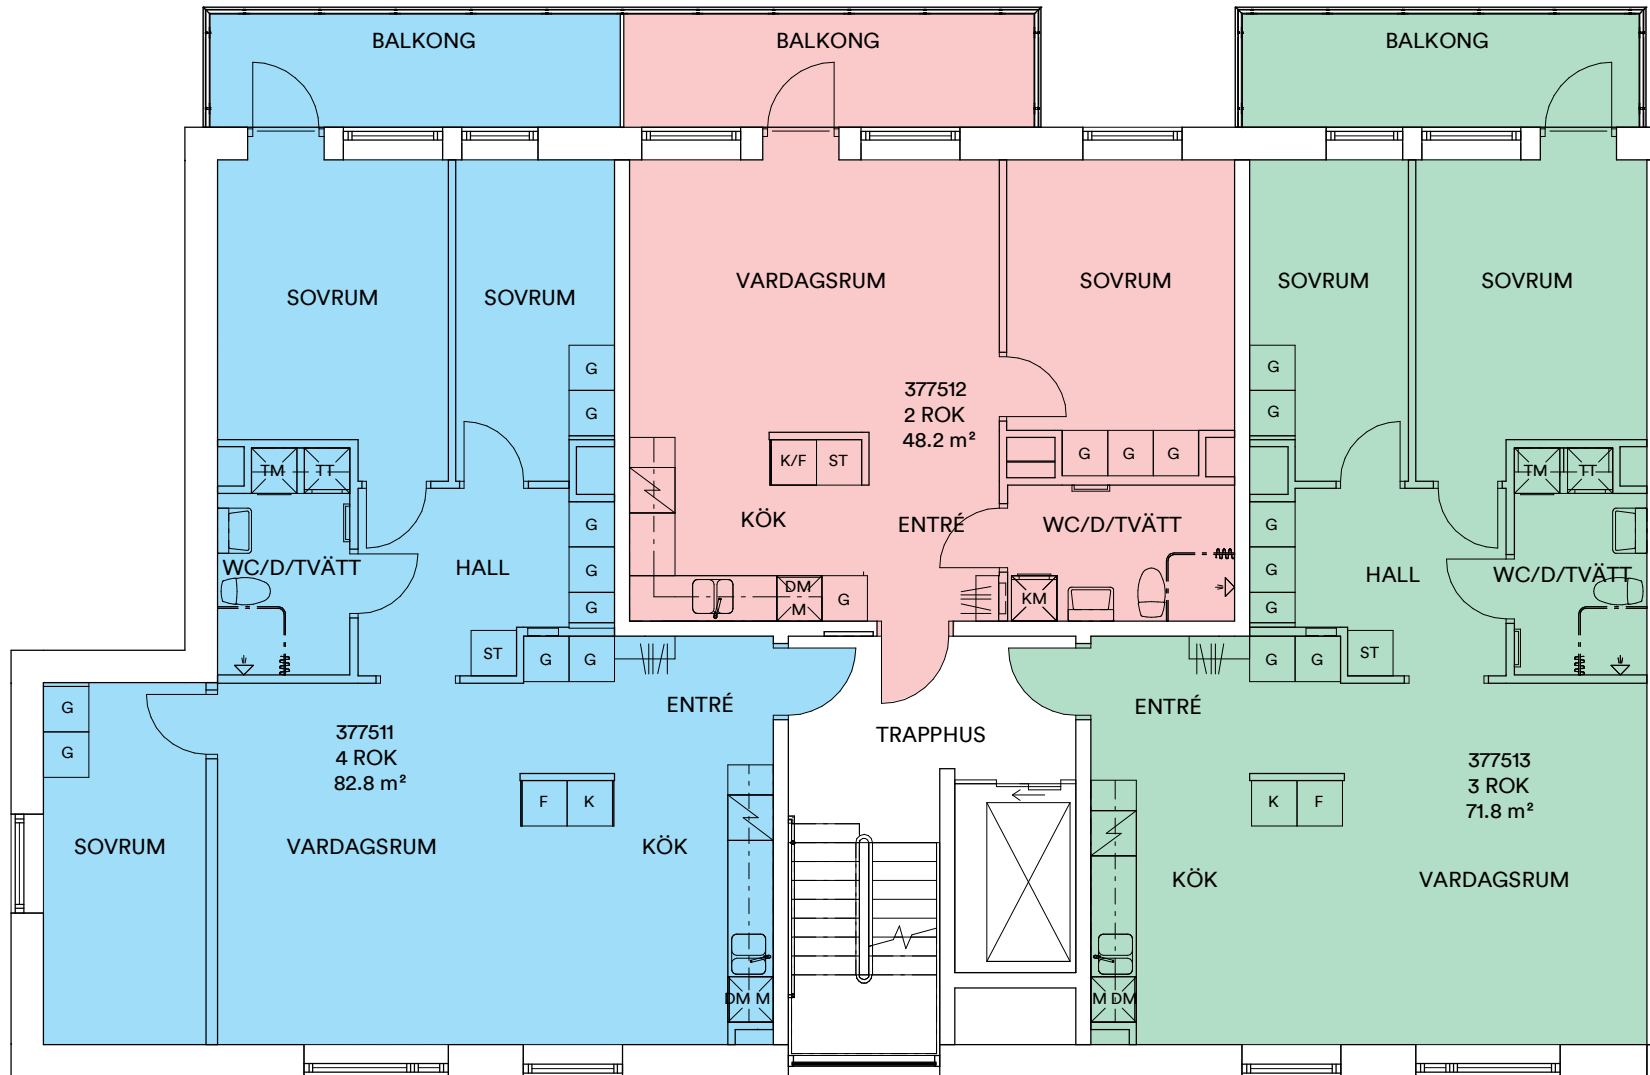 BALKONG
BALKONG
BALKONG
SOVRUM
SOVRUM
VARDAGSRUM
SOVRUM
SOVRUM
SOVRUM
G
G
G
G
377512
2 ROK
48.2 m²
TM
TT
K/F
ST
G
G
G
TM
TT
G
G
G
KÖK
ENTRÉ
WC/D/TVÄTT
G
G
G
WC/D/TVÄTT
HALL
HALL
WC/D/TVÄTT
DM
M
G
KM
ST
G
G
G
G
ST
G
G
ENTRÉ
ENTRÉ
377511
4 ROK
82.8 m²
TRAPPHUS
377513
3 ROK
71.8 m²
F
K
K
F
SOVRUM
VARDAGSRUM
KÖK
KÖK
VARDAGSRUM
DM M
M DM